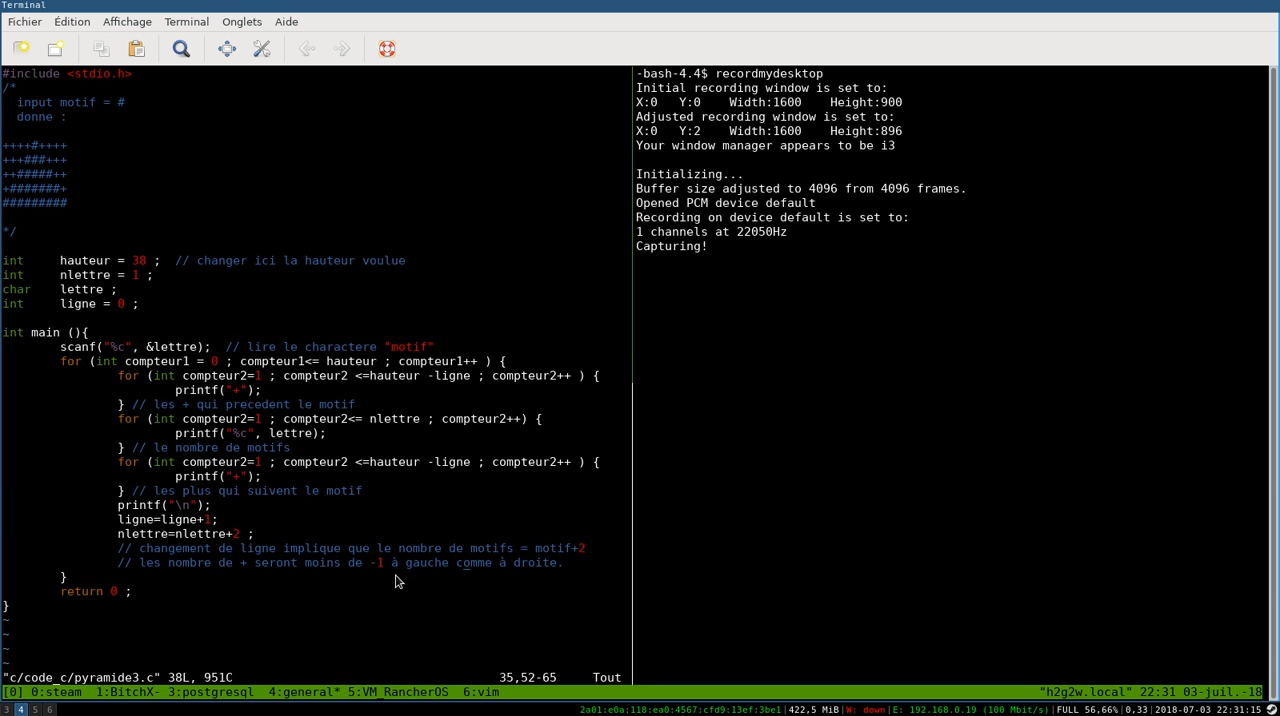 Terminal
Fichier Édition Affichage Terminal Onglets Aide
#include <stdio.h>
/*
  input motif = #
  donne :

++++#++++
+++###+++
++#####++
+#######+
#########

*/

int     hauteur = 38 ;  // changer ici la hauteur voulue
int     nlettre = 1 ;
char    lettre ;
int     ligne = 0 ;

int main (){
        scanf("%c", &lettre);  // lire le charactere "motif"
        for (int compteur1 = 0 ; compteur1<= hauteur ; compteur1++ ) {
                for (int compteur2=1 ; compteur2 <=hauteur -ligne ; compteur2++ ) {
                        printf("+");
                } // les + qui precedent le motif
                for (int compteur2=1 ; compteur2<= nlettre ; compteur2++) {
                        printf("%c", lettre);
                } // le nombre de motifs
                for (int compteur2=1 ; compteur2 <=hauteur -ligne ; compteur2++ ) {
                        printf("+");
                } // les plus qui suivent le motif
                printf("\n");
                ligne=ligne+1;
                nlettre=nlettre+2 ;
                // changement de ligne implique que le nombre de motifs = motif+2
                // les nombre de + seront moins de -1 à gauche comme à droite.
        }
        return 0 ;
}
~
~
~
~
"c/code_c/pyramide3.c" 38L, 951C 35,52-65 Tout
-bash-4.4$ recordmydesktop
Initial recording window is set to:
X:0   Y:0    Width:1600    Height:900
Adjusted recording window is set to:
X:0   Y:2    Width:1600    Height:896
Your window manager appears to be i3

Initializing...
Buffer size adjusted to 4096 from 4096 frames.
Opened PCM device default
Recording on device default is set to:
1 channels at 22050Hz
Capturing!
[0] 0:steam  1:BitchX- 3:postgresql  4:general* 5:VM_RancherOS  6:vim "h2g2w.local" 22:31 03-juil.-18
3 4 5 6 2a01:e0a:118:ea0:4567:cfd9:13ef:3be1|422,5 MiB|W: down|E: 192.168.0.19 (100 Mbit/s)|FULL 56,66%|0,33|2018-07-03 22:31:15